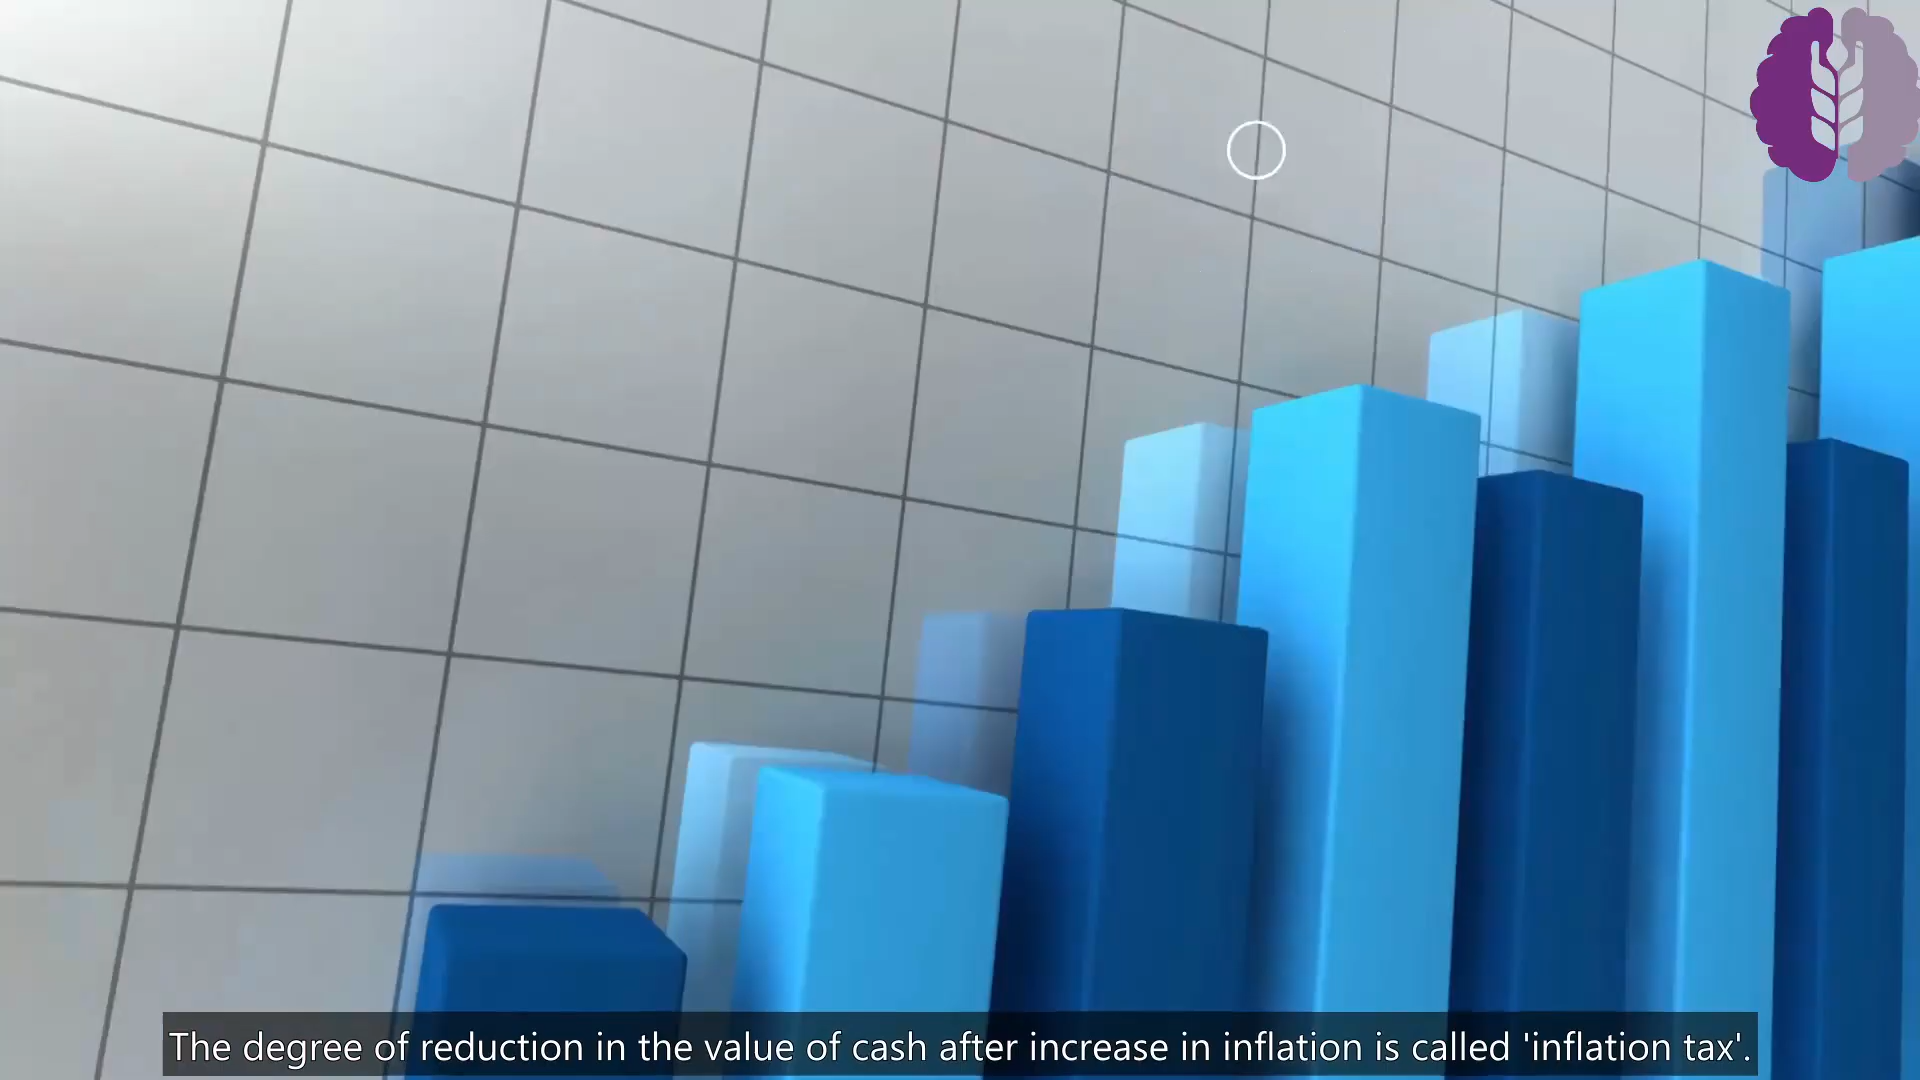 The degree of reduction in the value of cash after increase in inflation is called 'inflation tax'.